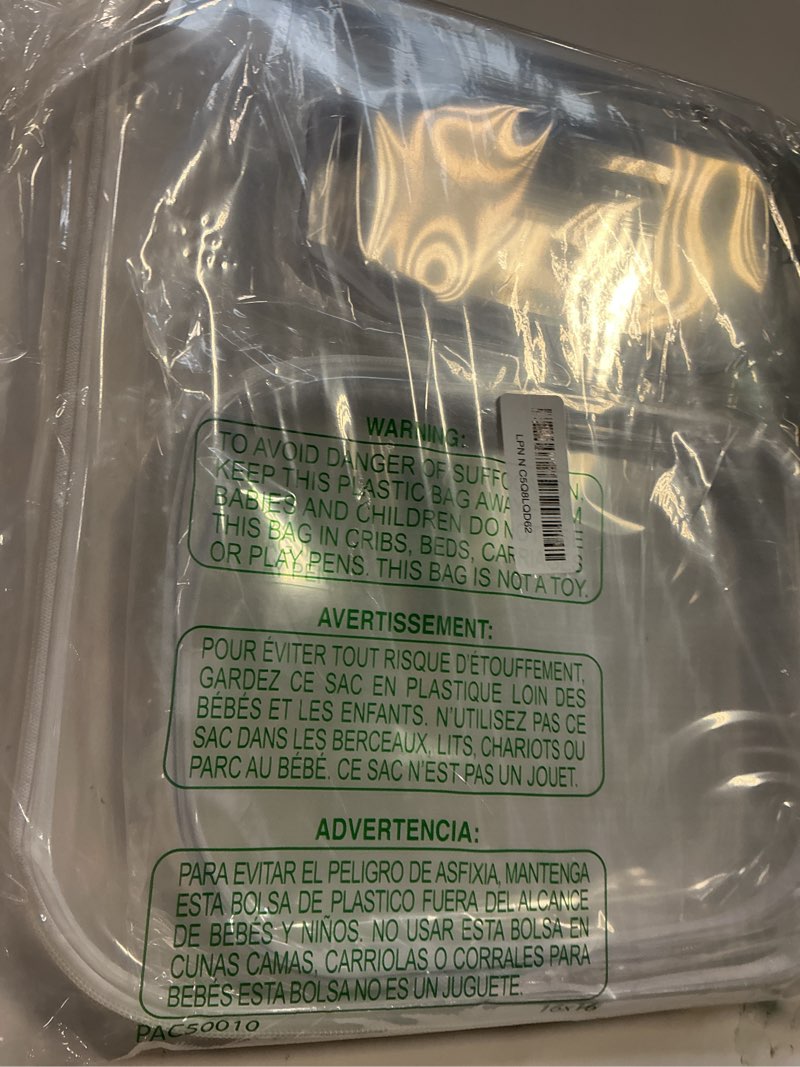 WARNING:
TO AVOID DANGER OF
KEEP THIS PLASTIC BAG
BABIES AND CHILDREN DO
THIS BAG IN CRIBS, BEDS,
OR PLAY PENS. THIS BAG IS NOT A TOY.
LPN N C5Q8LQD62
AVERTISSEMENT:
POUR ÉVITER TOUT RISQUE D'ÉTOUFFEMENT,
GARDEZ CE SAC EN PLASTIQUE LOIN DES
BÉBÉS ET LES ENFANTS. N'UTILISEZ PAS CE
SAC DANS LES BERCEAUX, LITS, CHARIOTS OU
PARC AU BÉBÉ. CE SAC N'EST PAS UN JOUET.
ADVERTENCIA:
PARA EVITAR EL PELIGRO DE ASFIXIA, MANTENGA
ESTA BOLSA DE PLASTICO FUERA DEL ALCANCE
DE BEBÉS Y NIÑOS. NO USAR ESTA BOLSA EN
CUNAS CAMAS, CARRIOLAS O CORRALES PARA
BEBÉS ESTA BOLSA NO ES UN JUGUETE.
PAC50010
16x16